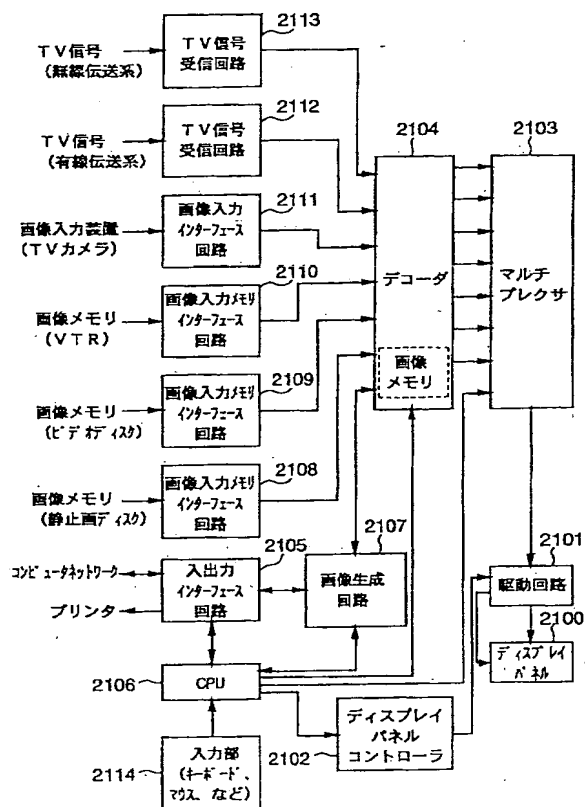 2113
ＴＶ信号
（無線伝送系）
ＴＶ信号
受信回路
2112
ＴＶ信号
（有線伝送系）
ＴＶ信号
受信回路
2104
2103
2111
画像入力装置
（ＴＶカメラ）
画像入力
インターフェース
回路
デコーダ
マルチ
プレクサ
2110
画像メモリ
（ＶＴＲ）
画像入力メモリ
インターフェース
回路
画像
メモリ
2109
画像メモリ
（ビデオディスク）
画像入力メモリ
インターフェース
回路
2108
画像メモリ
（静止画ディスク）
画像入力メモリ
インターフェース
回路
2107
2105
2101
コンピュータネットワーク
プリンタ
入出力
インターフェース
回路
画像生成
回路
駆動回路
2100
ディスプレイ
パネル
2106
CPU
ディスプレイ
パネル
コントローラ
2102
2114
入力部
（キーボード、
マウス、など）